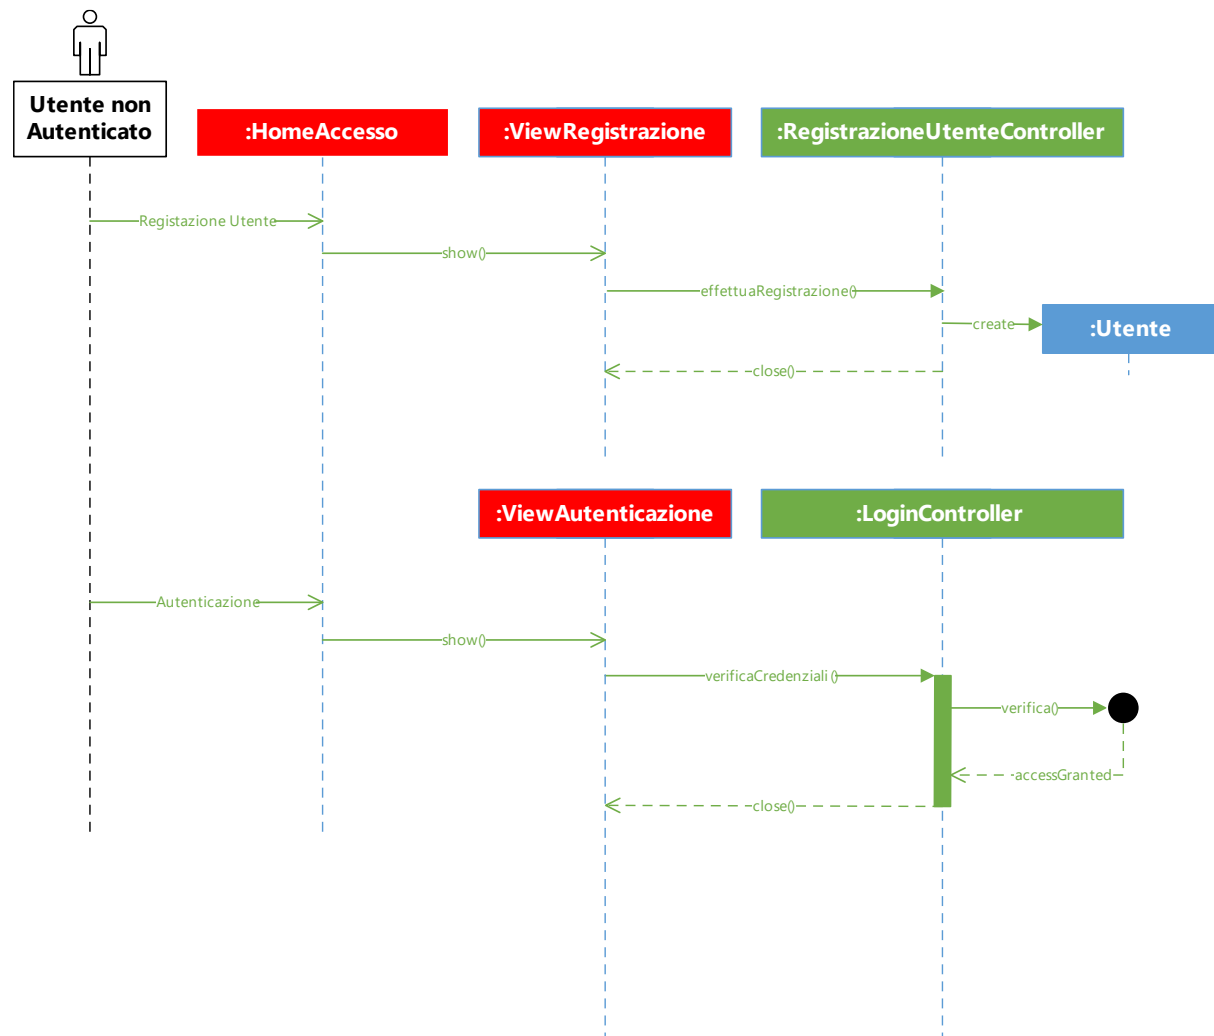 Utente non
Autenticato
:HomeAccesso
:ViewRegistrazione
:RegistrazioneUtenteController
Registazione Utente
show()
effettuaRegistrazione()
create
:Utente
close()
:ViewAutenticazione
:LoginController
Autenticazione
show()
verificaCredenziali()
verifica()
accessGranted
close()